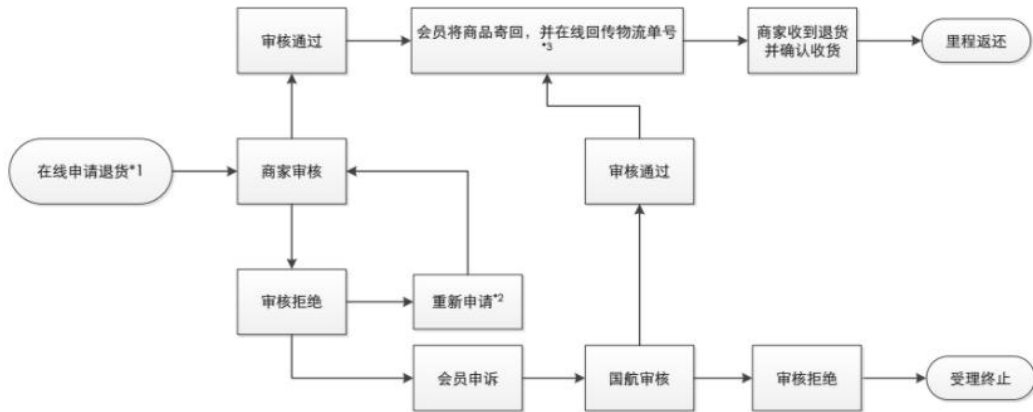 审核通过
会员将商品寄回，并在线回传物流单号
*3
商家收到退货
并确认收货
里程返还
在线申请退货*1
商家审核
审核通过
审核拒绝
重新申请*2
会员申诉
国航审核
审核拒绝
受理终止